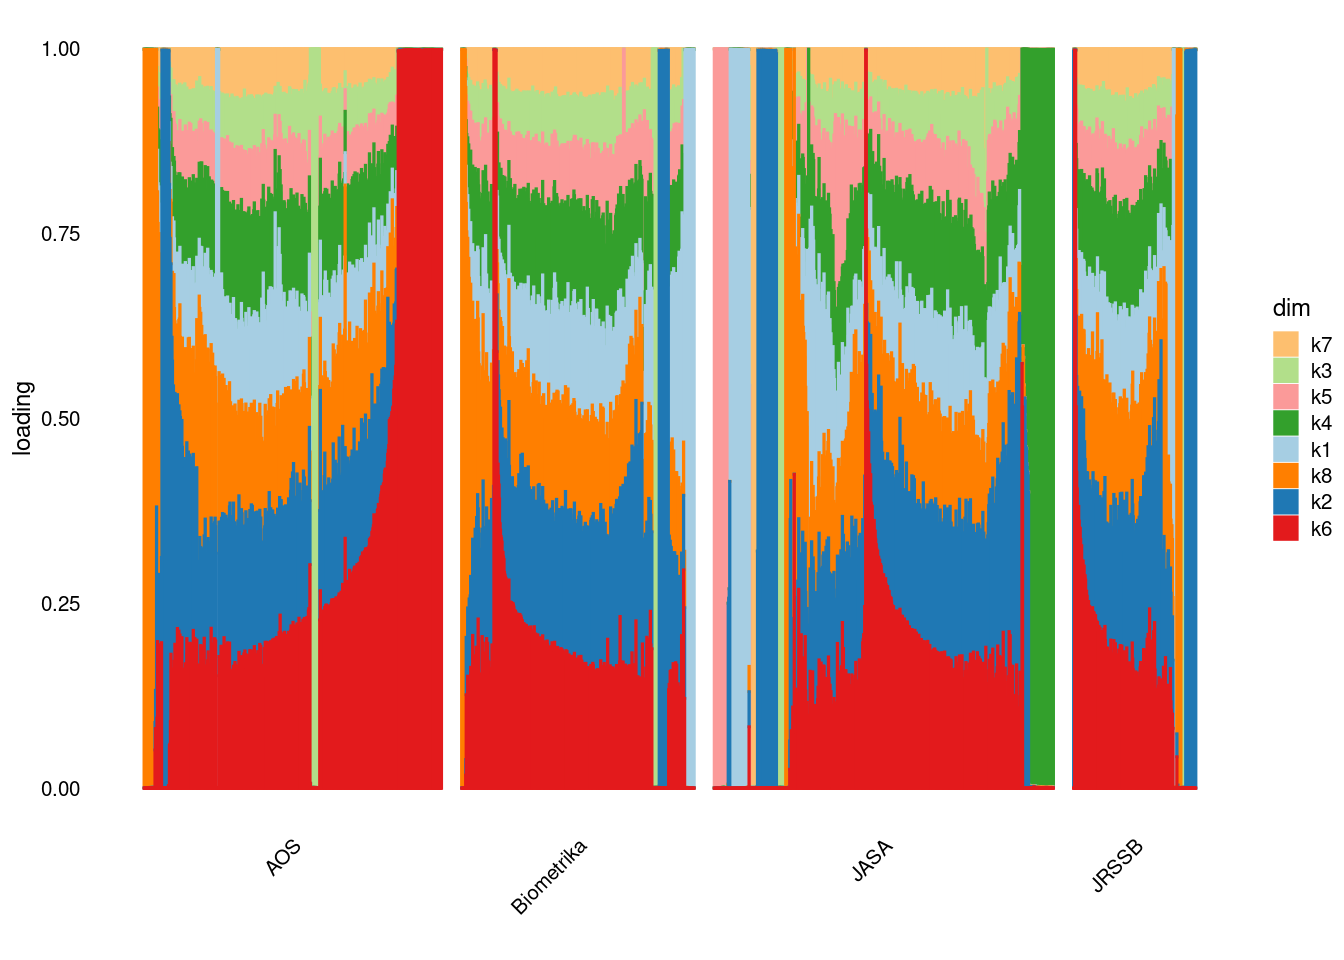 1.00
0.75
0.50
0.25
0.00
loading
AOS
Biometrika
JASA
JRSSB
dim
k7
k3
k5
k4
k1
k8
k2
k6